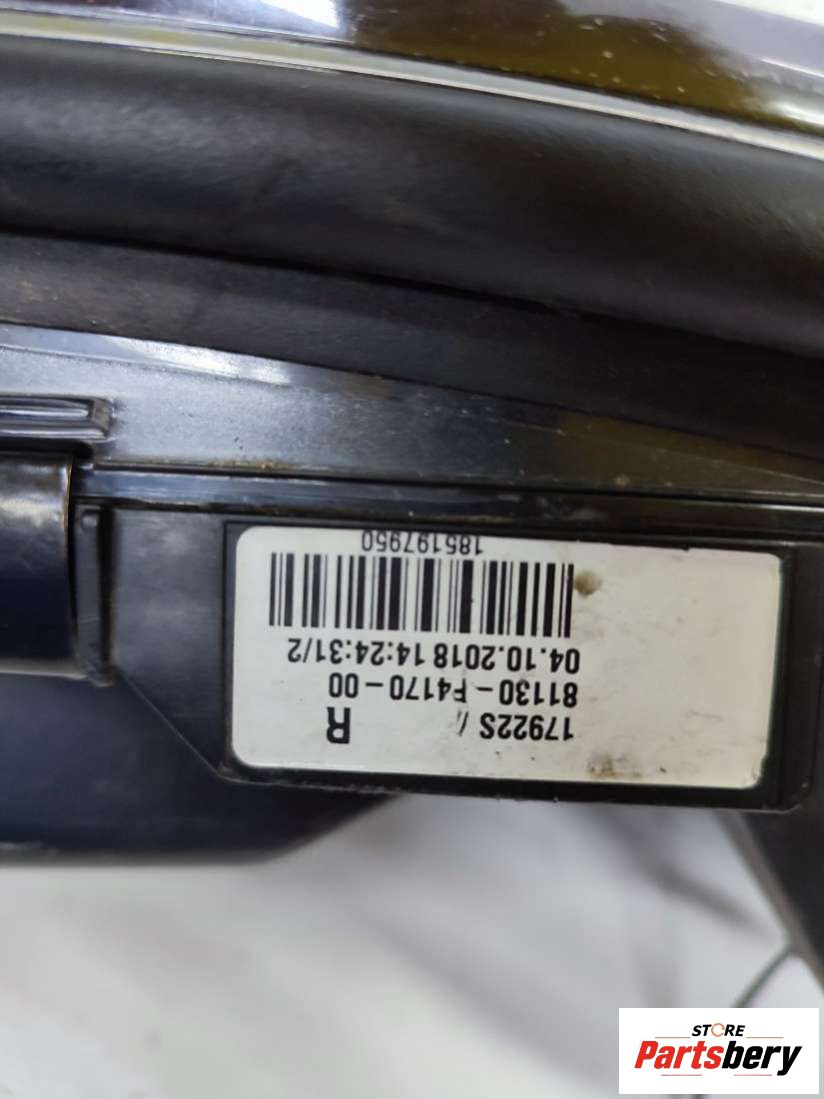 17922S / R
81130-F4170-00
04.10.2018 14:24:31/2
185197950
STORE
Partsbery